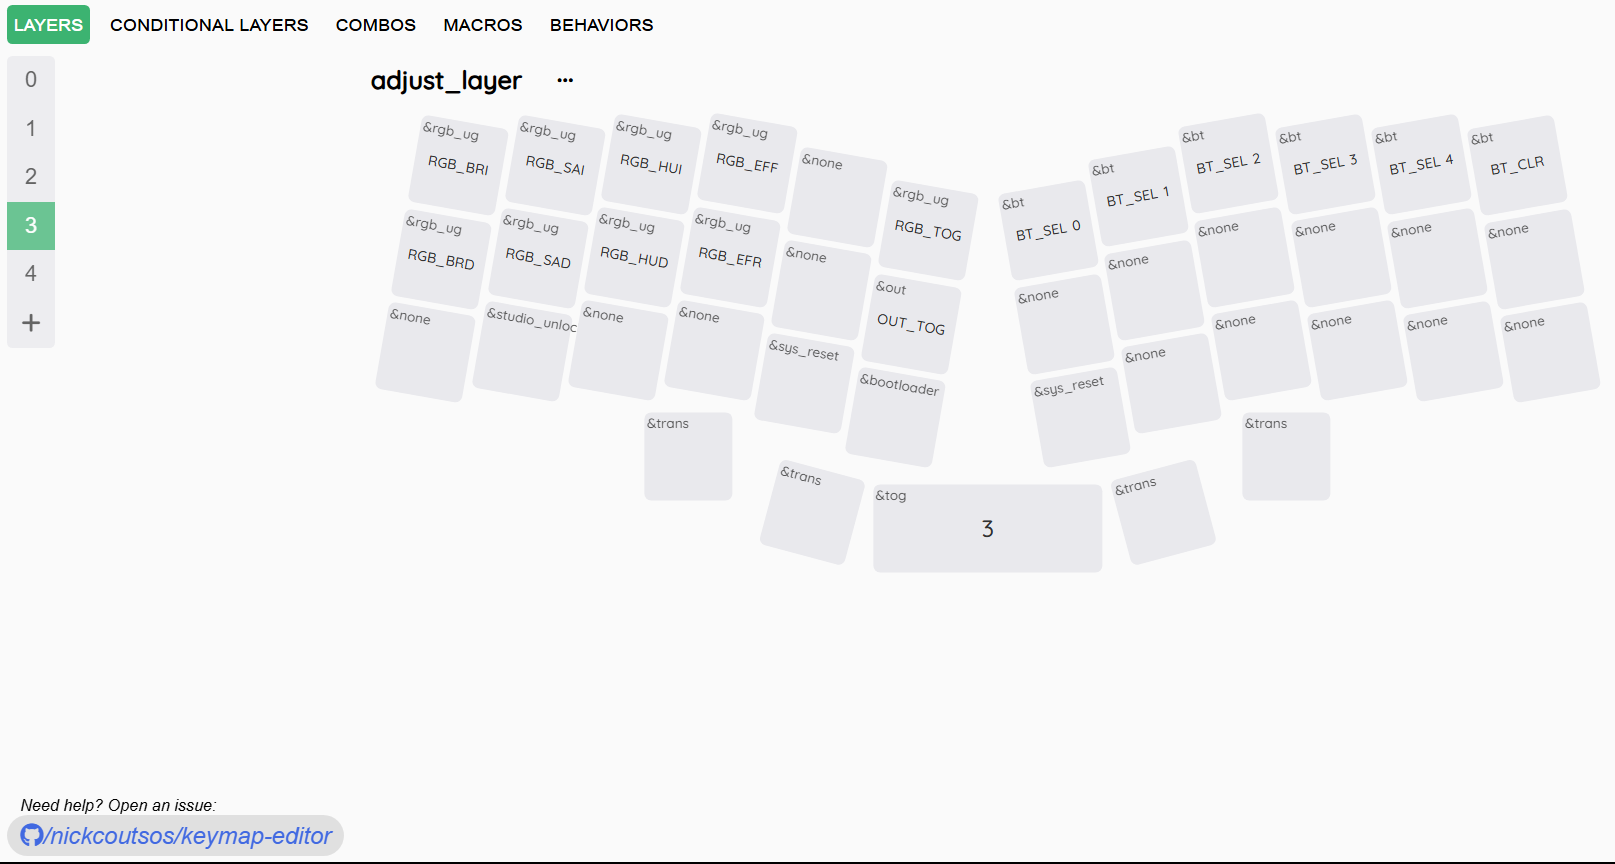 LAYERS CONDITIONAL LAYERS COMBOS MACROS BEHAVIORS
0
1
2
3
4
+
adjust_layer ...
&rgb_ug RGB_BRI
&rgb_ug RGB_SAI
&rgb_ug RGB_HUI
&rgb_ug RGB_EFF
&none
&rgb_ug RGB_TOG
&bt BT_SEL 0
&bt BT_SEL 1
&bt BT_SEL 2
&bt BT_SEL 3
&bt BT_SEL 4
&bt BT_CLR
&rgb_ug RGB_BRD
&rgb_ug RGB_SAD
&rgb_ug RGB_HUD
&rgb_ug RGB_EFR
&none
&out OUT_TOG
&none
&none
&none
&none
&none
&none
&none
&studio_unloc
&none
&none
&sys_reset
&bootloader
&sys_reset
&none
&none
&none
&none
&none
&trans
&trans
&tog 3
&trans
&trans
Need help? Open an issue:
/nickcoutsos/keymap-editor